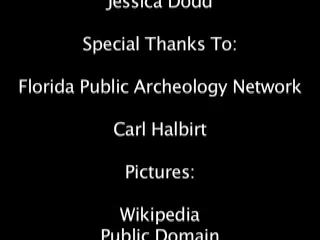 Jessica Dodd
Special Thanks To:
Florida Public Archeology Network
Carl Halbirt
Pictures:
Wikipedia
Public Domain